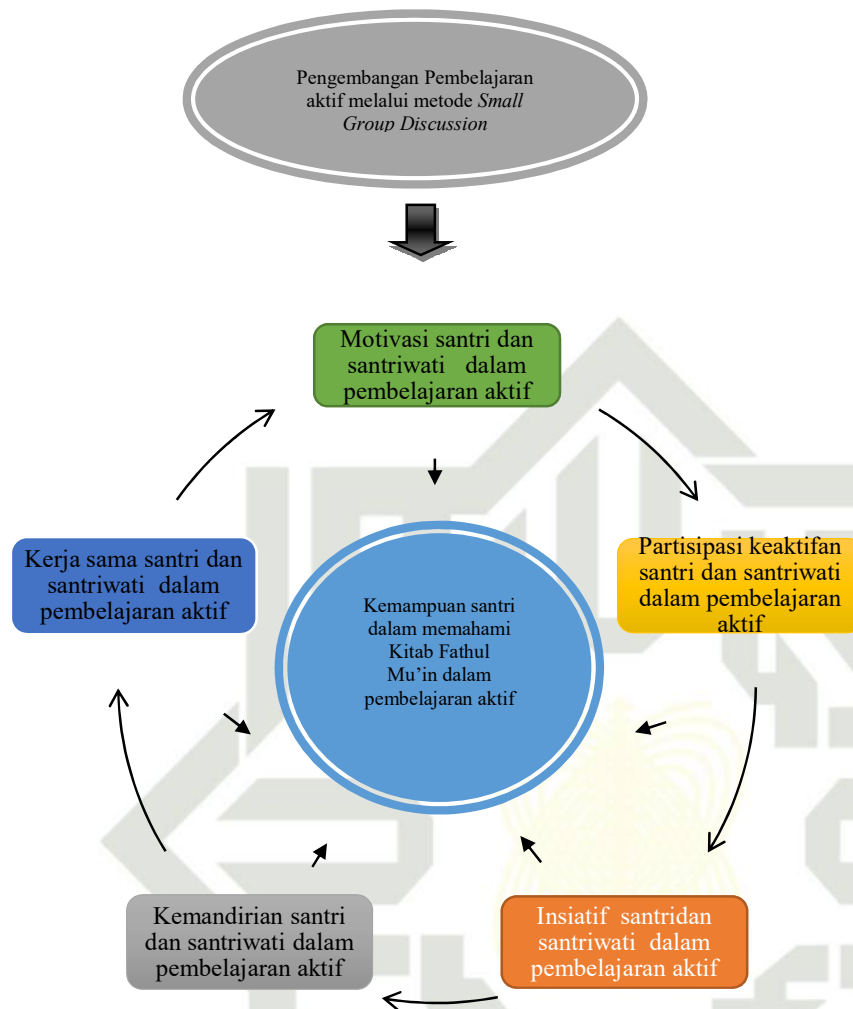 Pengembangan Pembelajaran
aktif melalui metode Small
Group Discussion
Motivasi santri dan
santriwati dalam
pembelajaran aktif
Partisipasi keaktifan
santri dan santriwati
dalam pembelajaran
aktif
Insiatif santridan
santriwati dalam
pembelajaran aktif
Kemandirian santri
dan santriwati dalam
pembelajaran aktif
Kerja sama santri dan
santriwati dalam
pembelajaran aktif
Kemampuan santri
dalam memahami
Kitab Fathul
Mu’in dalam
pembelajaran aktif